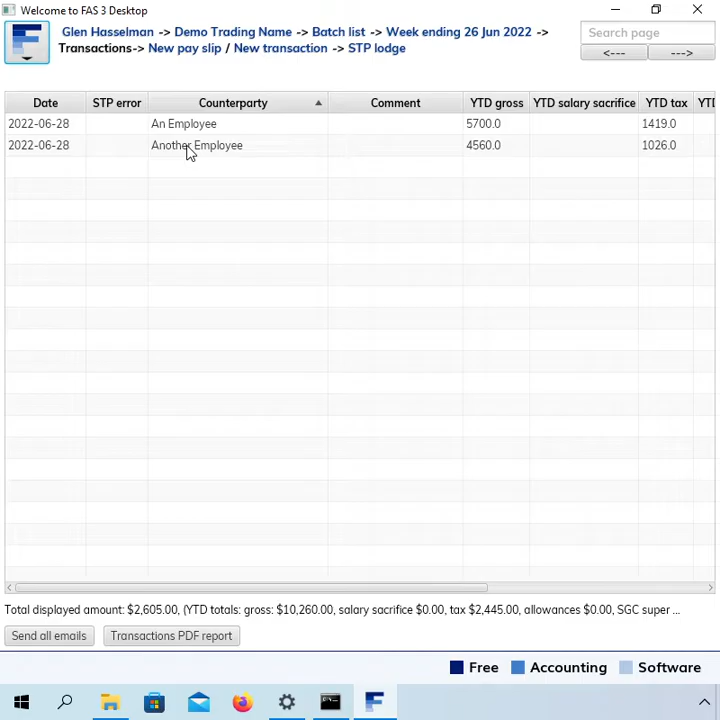 Welcome to FAS 3 Desktop
Glen Hasselman -> Demo Trading Name -> Batch list -> Week ending 26 Jun 2022 ->
Transactions-> New pay slip / New transaction -> STP lodge
Search page
<--- --->
Date STP error Counterparty Comment YTD gross YTD salary sacrifice YTD tax YTI
2022-06-28 An Employee 5700.0 1419.0
2022-06-28 Another Employee 4560.0 1026.0
Total displayed amount: $2,605.00, (YTD totals: gross: $10,260.00, salary sacrifice $0.00, tax $2,445.00, allowances $0.00, SGC super ...
Send all emails Transactions PDF report
Free Accounting Software